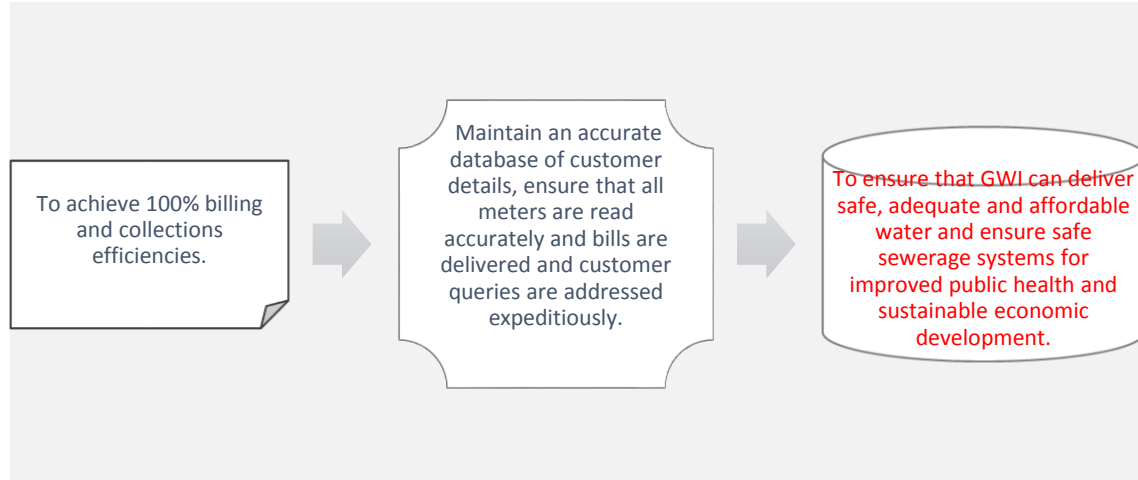 To achieve 100% billing
and collections
efficiencies.
Maintain an accurate
database of customer
details, ensure that all
meters are read
accurately and bills are
delivered and customer
queries are addressed
expeditiously.
To ensure that GWI can deliver
safe, adequate and affordable
water and ensure safe
sewerage systems for
improved public health and
sustainable economic
development.